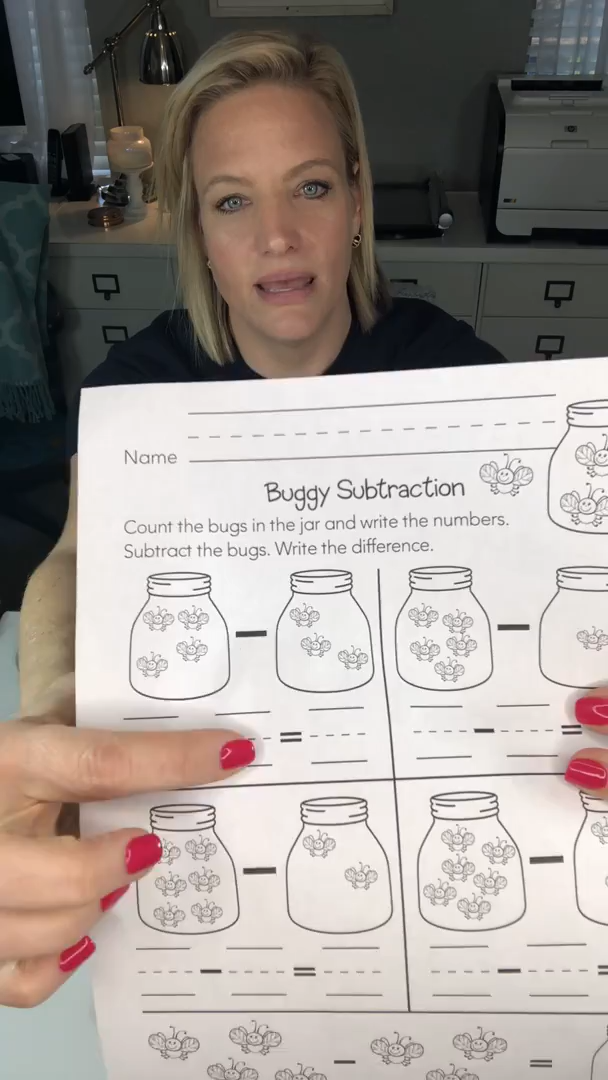 Name
Buggy Subtraction
Count the bugs in the jar and write the numbers.
Subtract the bugs. Write the difference.